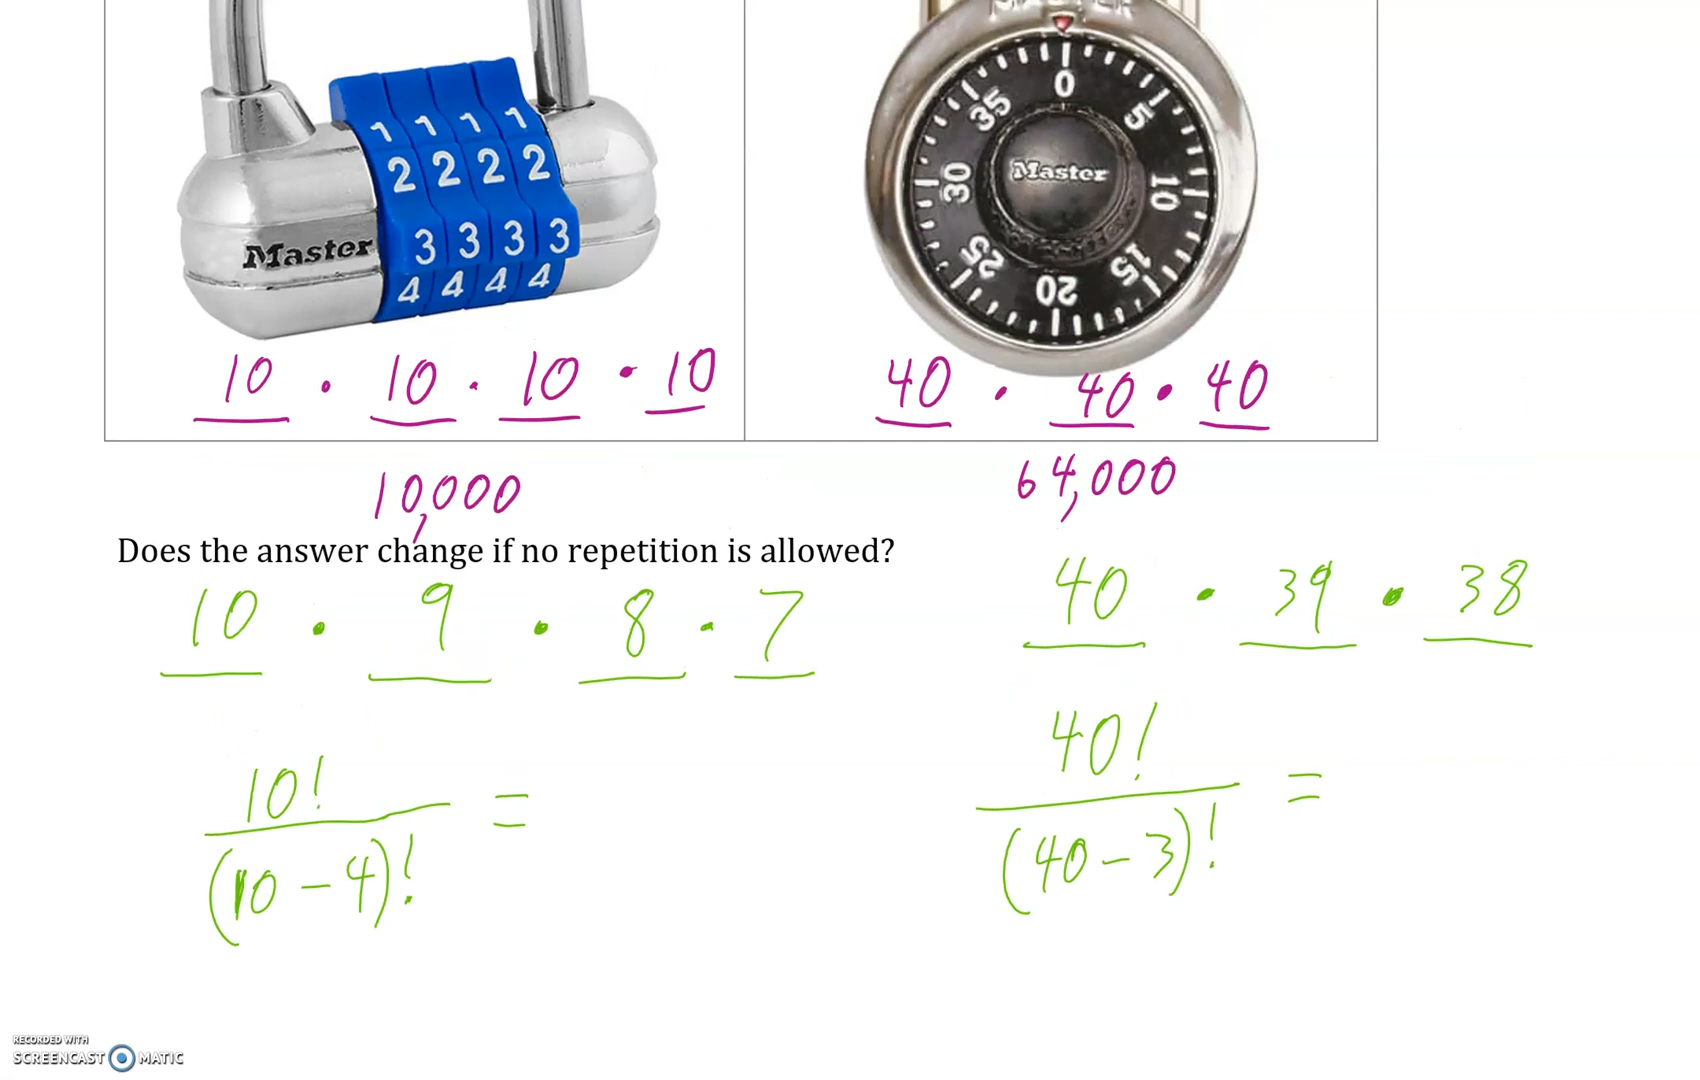 MASTER
1 1 1 1
2 2 2 2
Master
3 3 3 3
4 4 4 4
0
5
10
15
20
25
30
35
Master
10 · 10 · 10 · 10
40 · 40 · 40
10,000
64,000
Does the answer change if no repetition is allowed?
10 · 9 · 8 · 7
40 · 39 · 38
10!
(10 - 4)! =
40!
(40 - 3)! =
RECORDED WITH
SCREENCAST MATIC